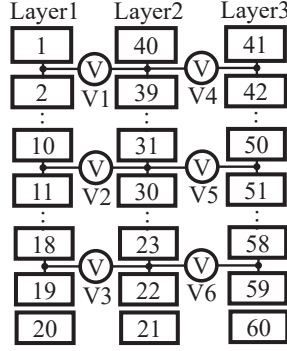 Layer1 Layer2 Layer3
1 40 41
V V
2 V1 39 V4 42
10 31 50
V V
11 V2 30 V5 51
18 23 58
V V
19 V3 22 V6 59
20 21 60